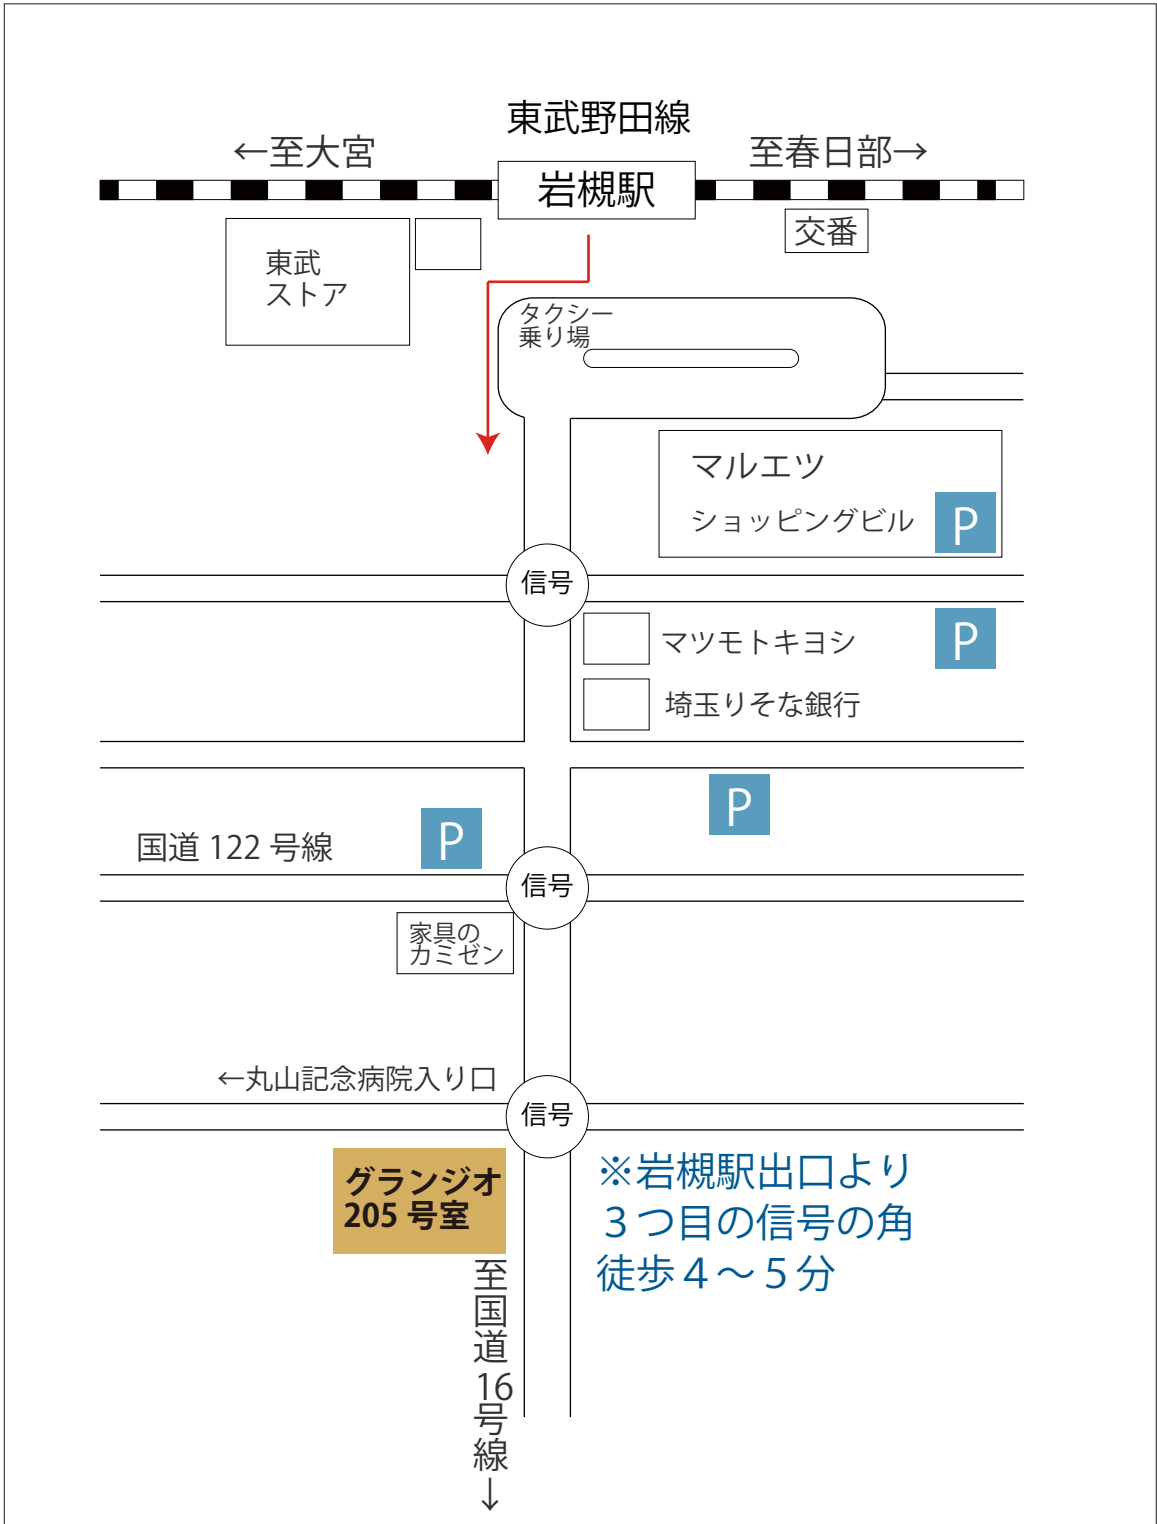 東武野田線
←至大宮
至春日部→
岩槻駅
交番
東武
ストア
タクシー
乗り場
マルエツ
ショッピングビル
P
信号
マツモトキヨシ
P
埼玉りそな銀行
P
国道 122 号線
P
信号
家具の
カミゼン
←丸山記念病院入り口
信号
グランジオ
205 号室
※岩槻駅出口より
３つ目の信号の角
徒歩４～５分
至国道16号線→